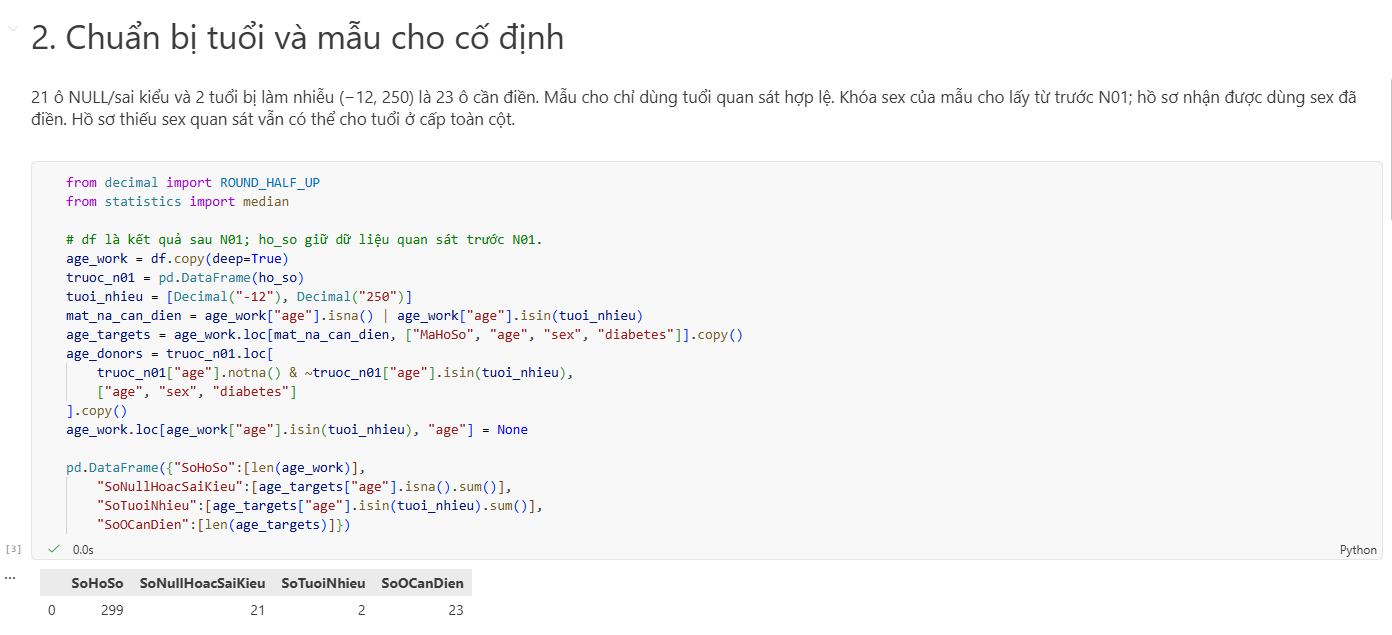 2. Chuẩn bị tuổi và mẫu cho cố định
21 ô NULL/sai kiểu và 2 tuổi bị làm nhiễu (−12, 250) là 23 ô cần điền. Mẫu cho chỉ dùng tuổi quan sát hợp lệ. Khóa sex của mẫu cho lấy từ trước N01; hồ sơ nhận được dùng sex đã
điền. Hồ sơ thiếu sex quan sát vẫn có thể cho tuổi ở cấp toàn cột.
from decimal import ROUND_HALF_UP
from statistics import median
# df là kết quả sau N01; ho_so giữ dữ liệu quan sát trước N01.
age_work = df.copy(deep=True)
truoc_n01 = pd.DataFrame(ho_so)
tuoi_nhieu = [Decimal("-12"), Decimal("250")]
mat_na_can_dien = age_work["age"].isna() | age_work["age"].isin(tuoi_nhieu)
age_targets = age_work.loc[mat_na_can_dien, ["MaHoSo", "age", "sex", "diabetes"]].copy()
age_donors = truoc_n01.loc[
    truoc_n01["age"].notna() & ~truoc_n01["age"].isin(tuoi_nhieu),
    ["age", "sex", "diabetes"]
].copy()
age_work.loc[age_work["age"].isin(tuoi_nhieu), "age"] = None
pd.DataFrame({"SoHoSo":[len(age_work)],
    "SoNullHoacSaiKieu":[age_targets["age"].isna().sum()],
    "SoTuoiNhieu":[age_targets["age"].isin(tuoi_nhieu).sum()],
    "SoOCanDien":[len(age_targets)]})
[3] 0.0s Python
... SoHoSo SoNullHoacSaiKieu SoTuoiNhieu SoOCanDien
0 299 21 2 23